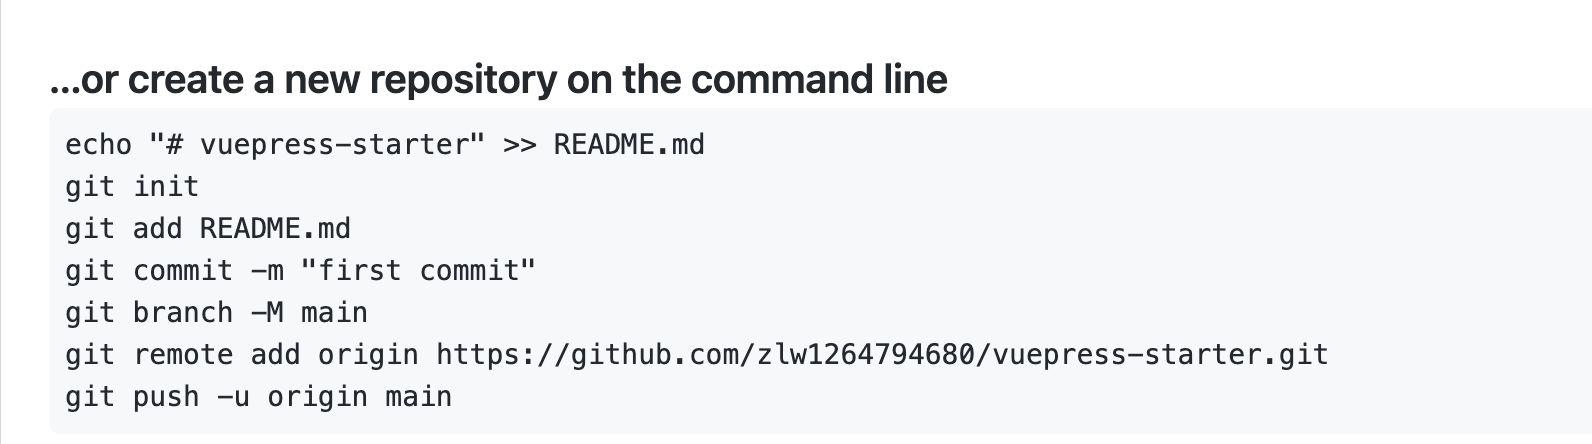 ...or create a new repository on the command line
echo "# vuepress-starter" >> README.md
git init
git add README.md
git commit -m "first commit"
git branch -M main
git remote add origin https://github.com/zlw1264794680/vuepress-starter.git
git push -u origin main